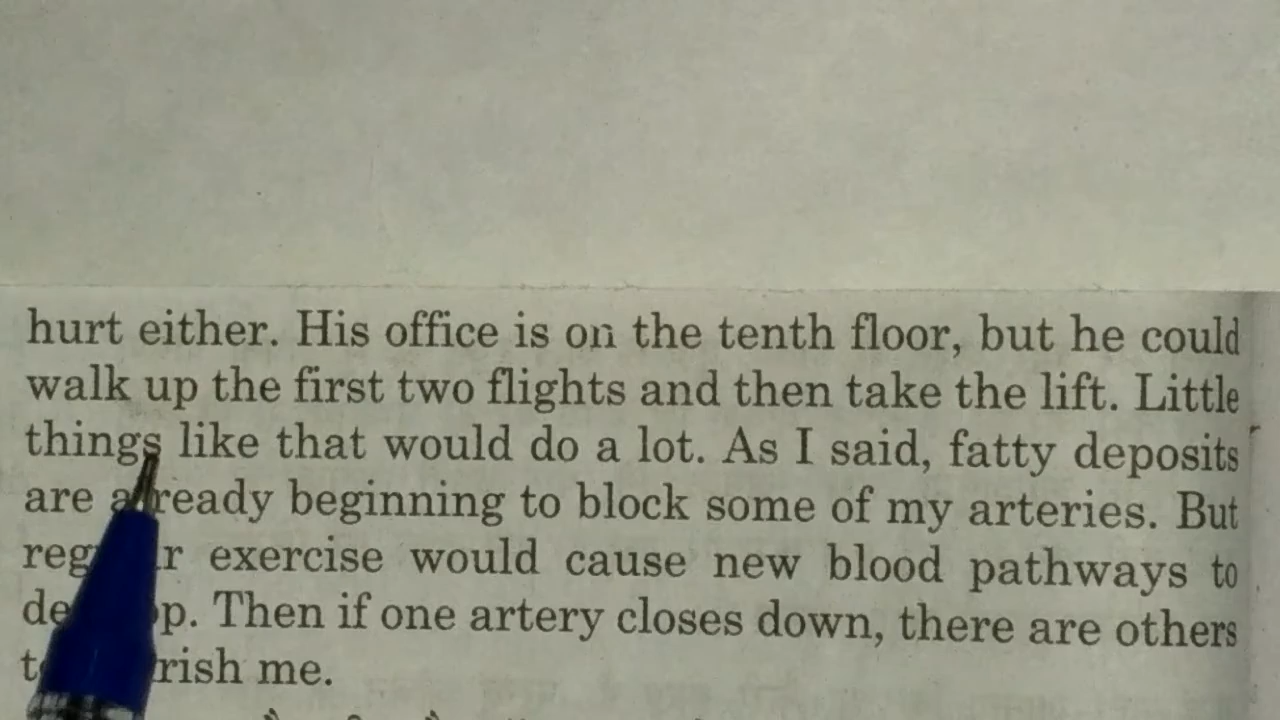 hurt either. His office is on the tenth floor, but he could
walk up the first two flights and then take the lift. Little
things like that would do a lot. As I said, fatty deposits
are already beginning to block some of my arteries. But
exercise would cause new blood pathways to
Then if one artery closes down, there are others
me.